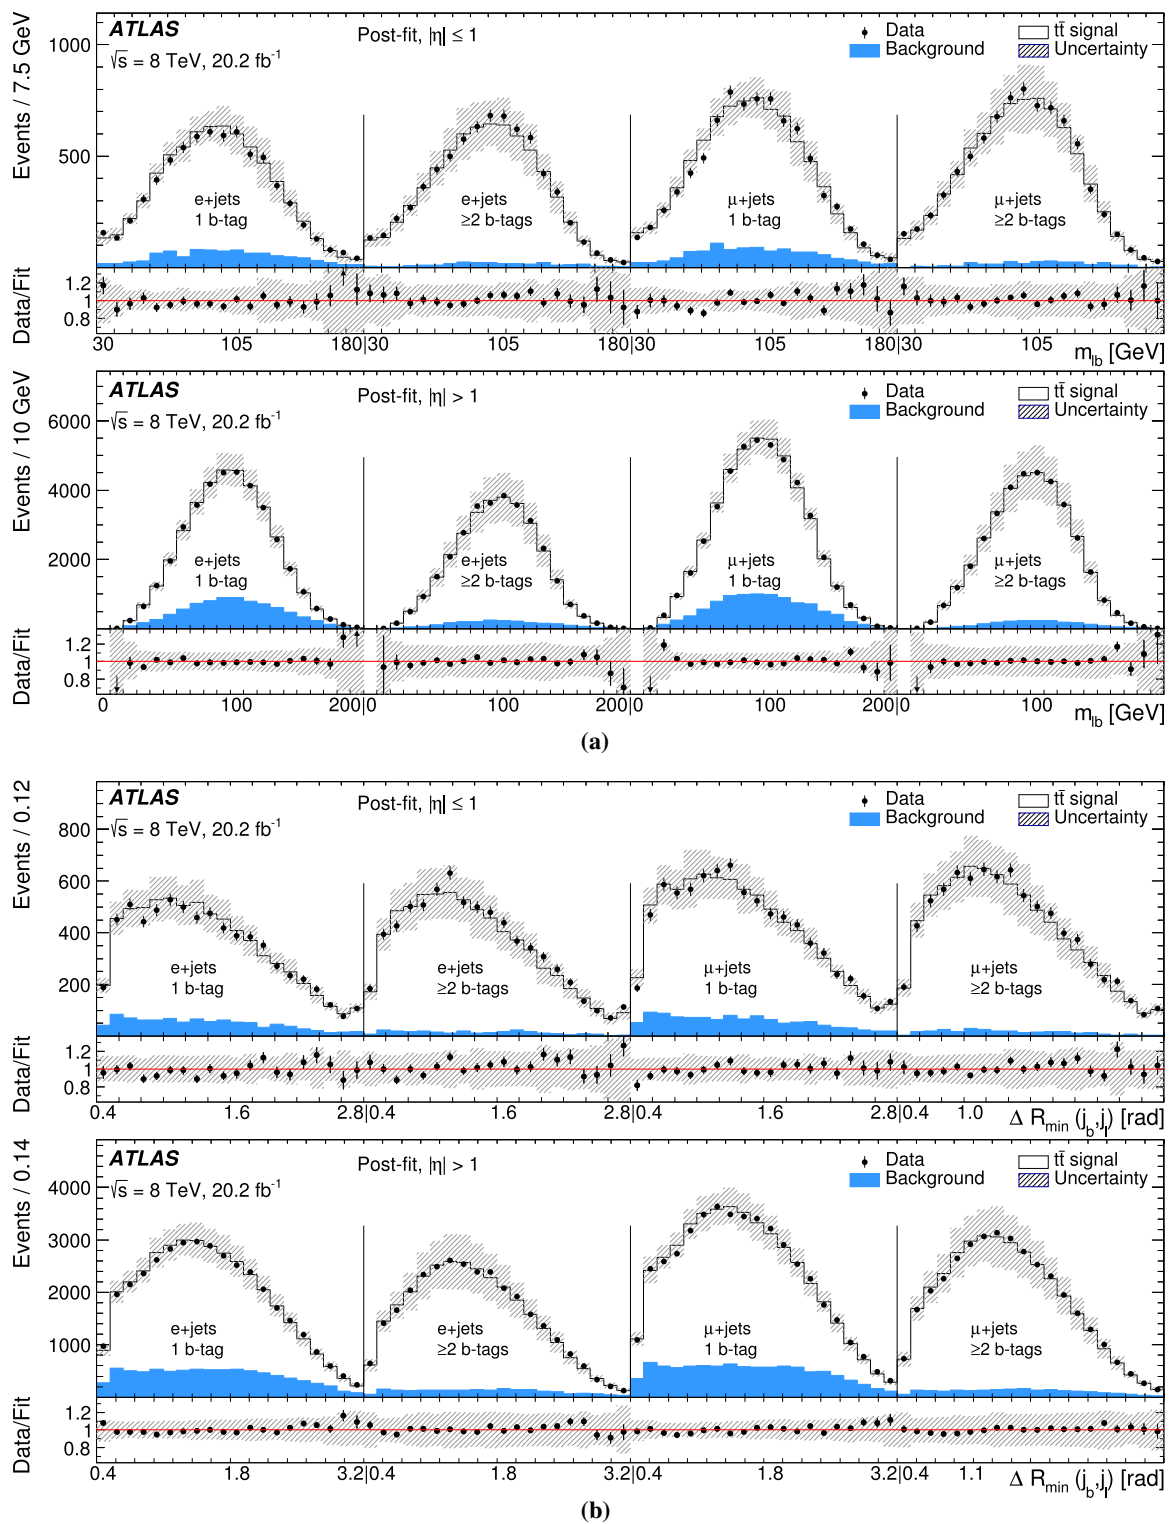 ATLAS
Post-fit, |η| ≤ 1
√s = 8 TeV, 20.2 fb⁻¹
Data
Background
tt̄ signal
Uncertainty
Events / 7.5 GeV
1000
500
e+jets
1 b-tag
e+jets
≥2 b-tags
μ+jets
1 b-tag
μ+jets
≥2 b-tags
Data/Fit
1.2
1
0.8
30 105 180|30 105 180|30 105 180|30 105
m_lb [GeV]
ATLAS
Post-fit, |η| > 1
√s = 8 TeV, 20.2 fb⁻¹
Data
Background
tt̄ signal
Uncertainty
Events / 10 GeV
6000
4000
2000
e+jets
1 b-tag
e+jets
≥2 b-tags
μ+jets
1 b-tag
μ+jets
≥2 b-tags
Data/Fit
1.2
1
0.8
0 100 200|0 100 200|0 100 200|0 100
m_lb [GeV]
(a)
ATLAS
Post-fit, |η| ≤ 1
√s = 8 TeV, 20.2 fb⁻¹
Data
Background
tt̄ signal
Uncertainty
Events / 0.12
800
600
400
200
e+jets
1 b-tag
e+jets
≥2 b-tags
μ+jets
1 b-tag
μ+jets
≥2 b-tags
Data/Fit
1.2
1
0.8
0.4 1.6 2.8|0.4 1.6 2.8|0.4 1.6 2.8|0.4 1.0
Δ R_min (j_b,j_l) [rad]
ATLAS
Post-fit, |η| > 1
√s = 8 TeV, 20.2 fb⁻¹
Data
Background
tt̄ signal
Uncertainty
Events / 0.14
4000
3000
2000
1000
e+jets
1 b-tag
e+jets
≥2 b-tags
μ+jets
1 b-tag
μ+jets
≥2 b-tags
Data/Fit
1.2
1
0.8
0.4 1.8 3.2|0.4 1.8 3.2|0.4 1.8 3.2|0.4 1.1
Δ R_min (j_b,j_l) [rad]
(b)